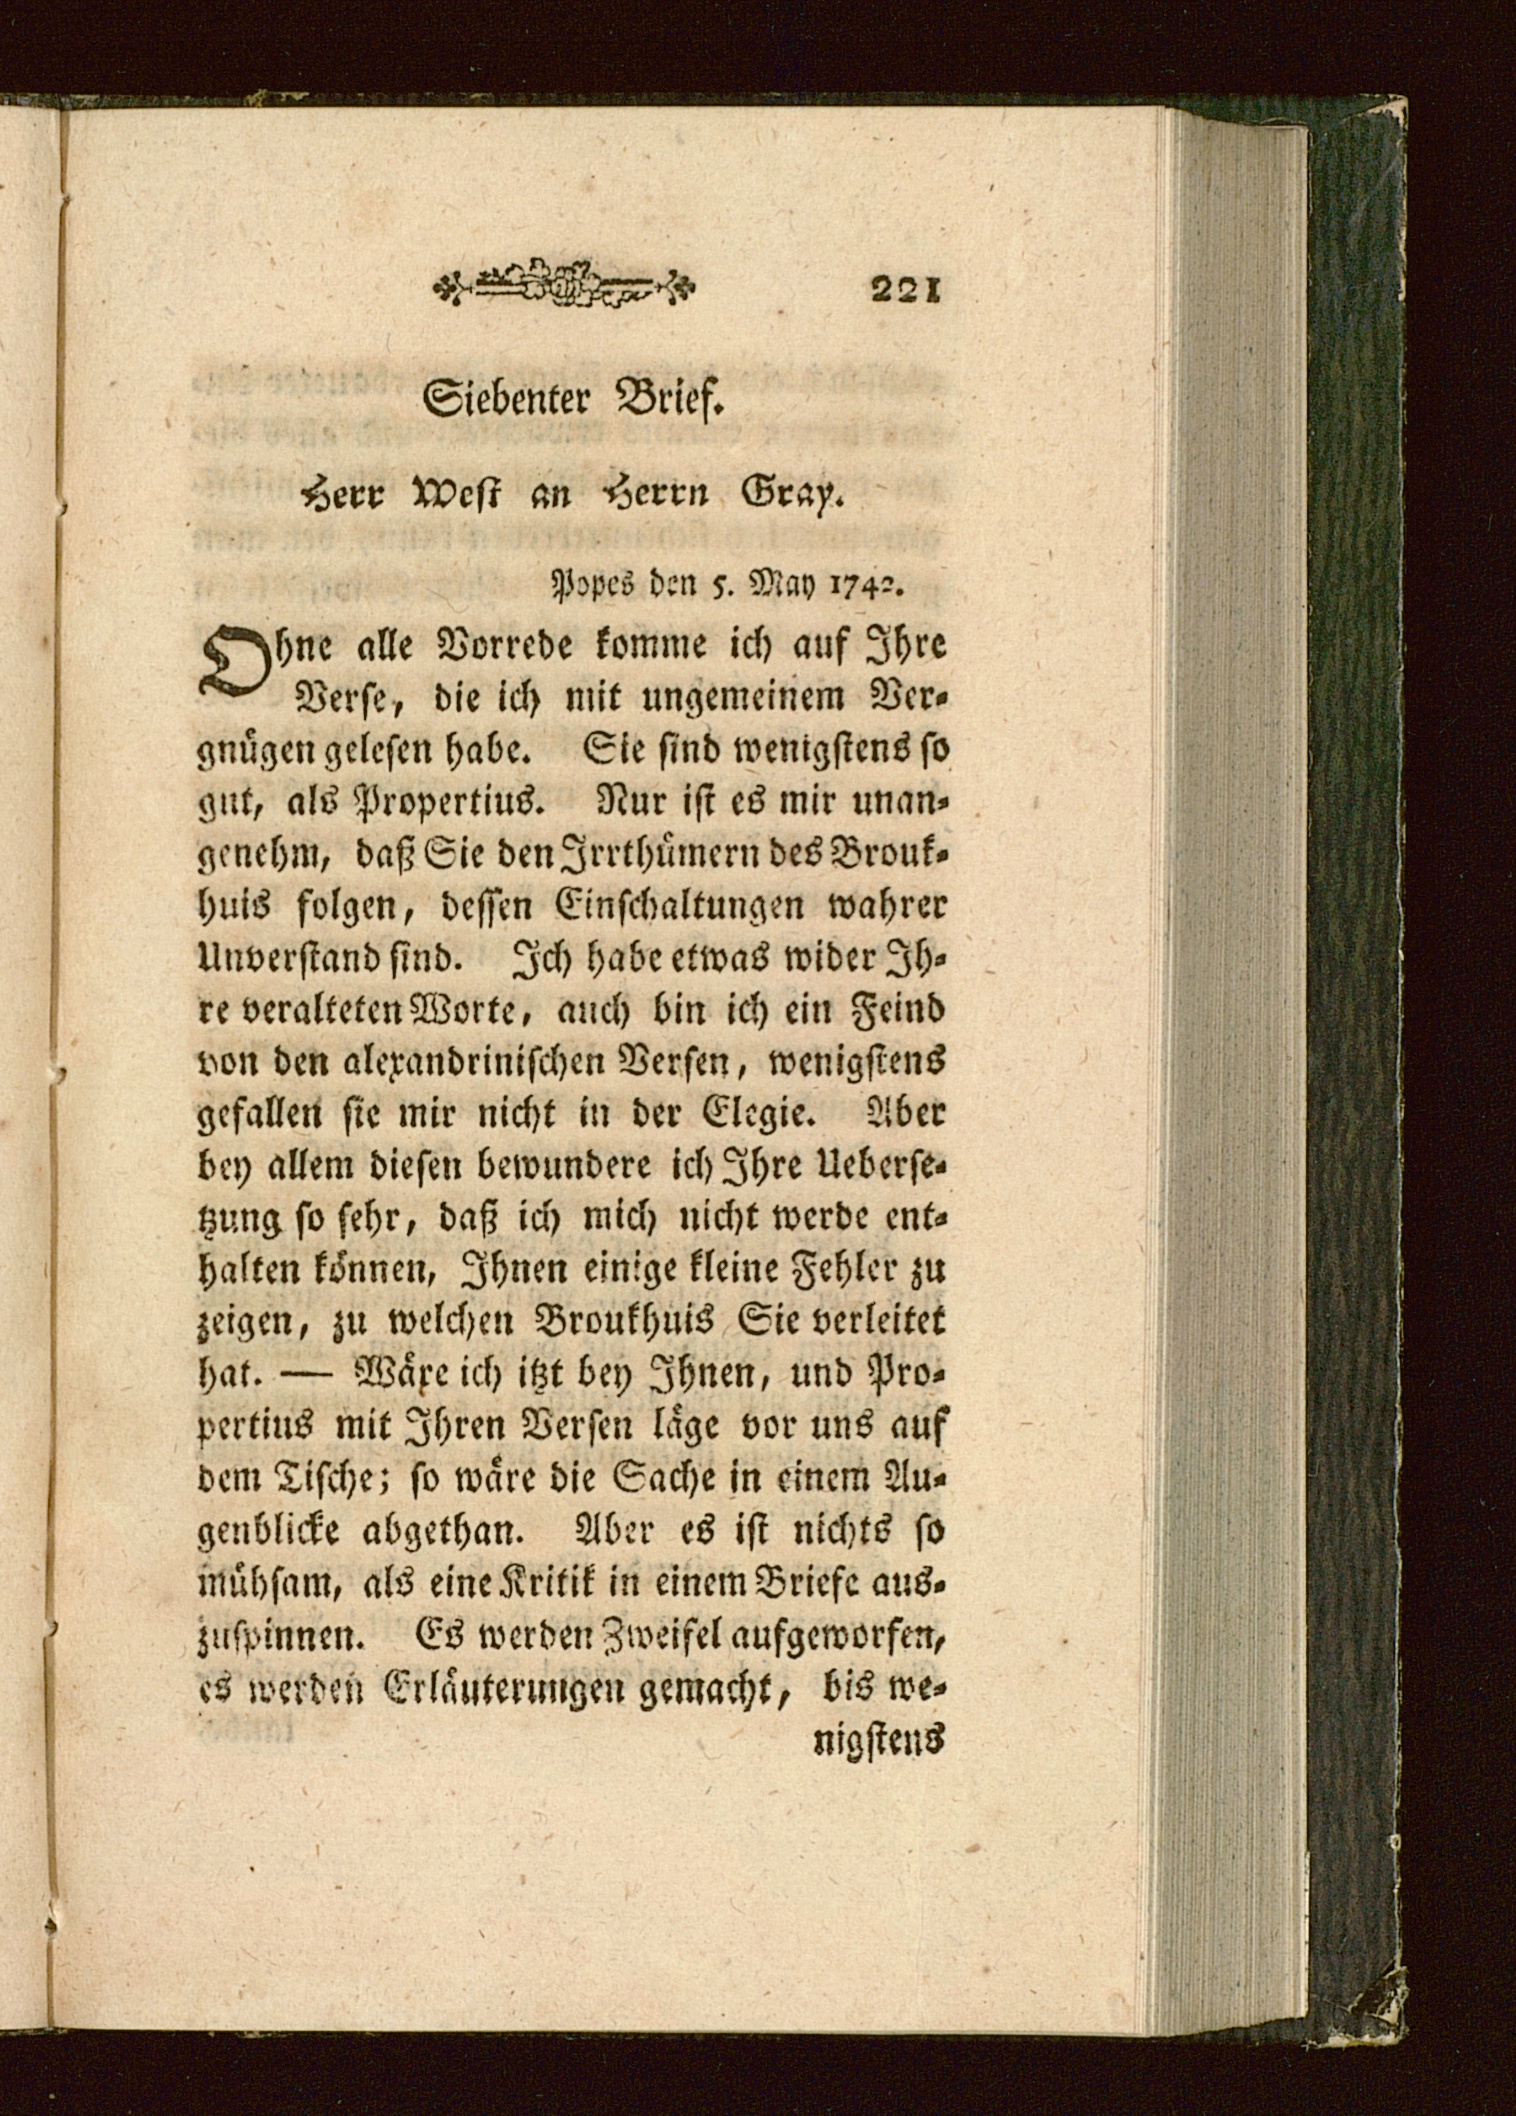 221
Siebenter Brief.
Herr West an Herrn Gray.
Popes den 5. May 1742.
Ohne alle Vorrede komme ich auf Ihre
Verse, die ich mit ungemeinem Ver-
gnügen gelesen habe. Sie sind wenigstens so
gut, als Propertius. Nur ist es mir unan-
genehm, daß Sie den Irrthümern des Brouk-
huis folgen, dessen Einschaltungen wahrer
Unverstand sind. Ich habe etwas wider Ih-
re veralteten Worte, auch bin ich ein Feind
von den alexandrinischen Versen, wenigstens
gefallen sie mir nicht in der Elegie. Aber
bey allem diesen bewundere ich Ihre Ueberse-
tzung so sehr, daß ich mich nicht werde ent-
halten können, Ihnen einige kleine Fehler zu
zeigen, zu welchen Broukhuis Sie verleitet
hat. — Wäre ich itzt bey Ihnen, und Pro-
pertius mit Ihren Versen läge vor uns auf
dem Tische; so wäre die Sache in einem Au-
genblicke abgethan. Aber es ist nichts so
mühsam, als eine Kritik in einem Briefe aus-
zuspinnen. Es werden Zweifel aufgeworfen,
es werden Erläuterungen gemacht, bis we-
nigstens